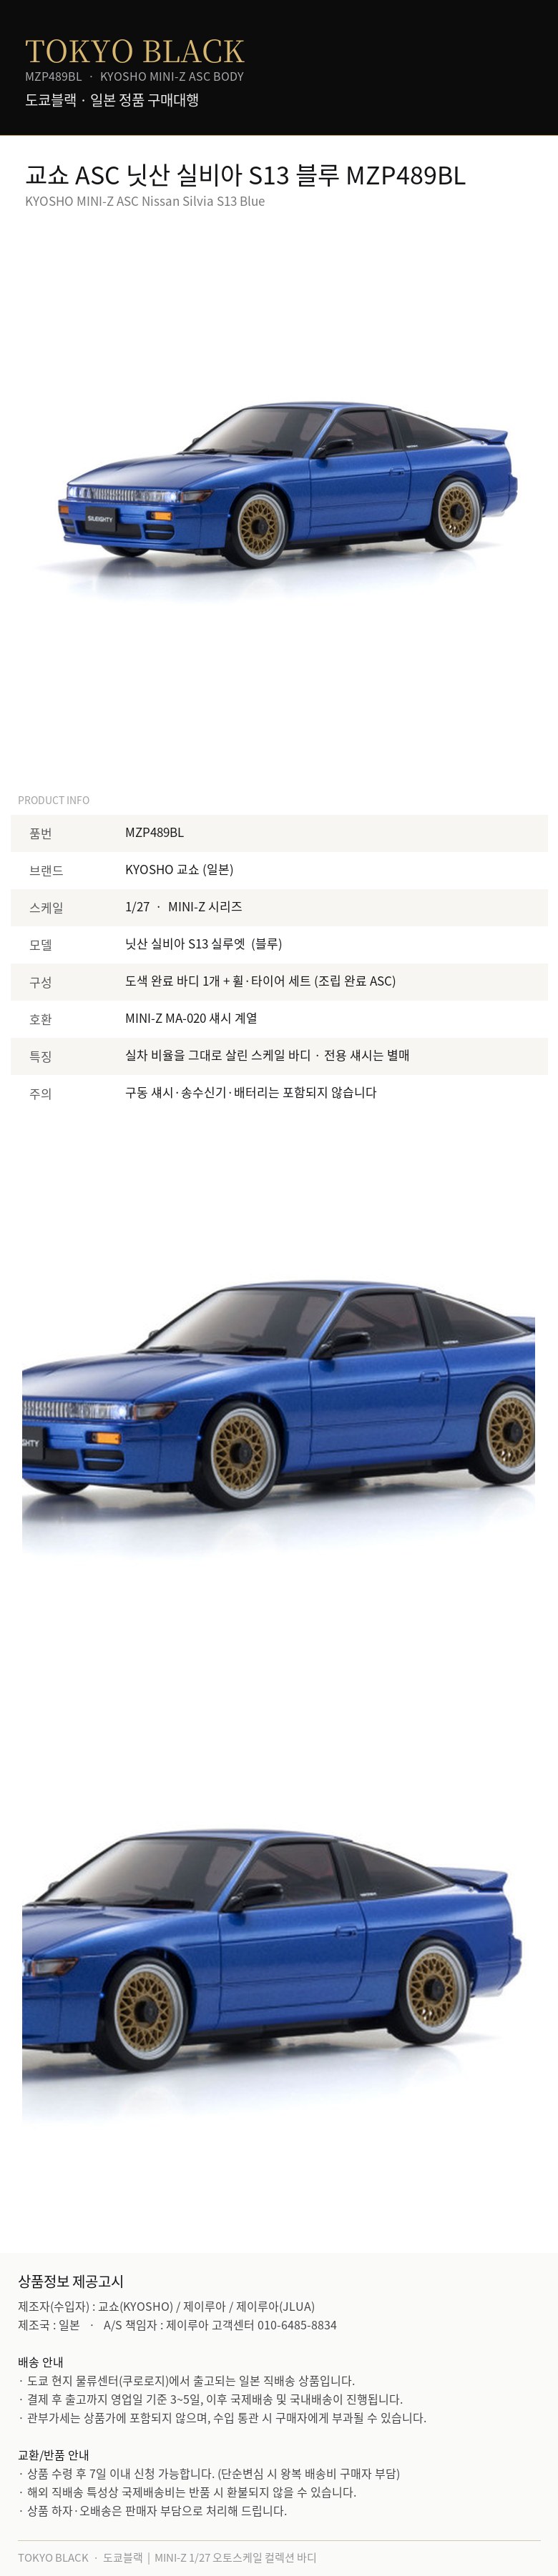 TOKYO BLACK
MZP489BL · KYOSHO MINI-Z ASC BODY
도쿄블랙 · 일본 정품 구매대행
교쇼 ASC 닛산 실비아 S13 블루 MZP489BL
KYOSHO MINI-Z ASC Nissan Silvia S13 Blue
SILEIGHTY
PRODUCT INFO
품번 MZP489BL
브랜드 KYOSHO 교쇼 (일본)
스케일 1/27 · MINI-Z 시리즈
모델 닛산 실비아 S13 실루엣 (블루)
구성 도색 완료 바디 1개 + 휠·타이어 세트 (조립 완료 ASC)
호환 MINI-Z MA-020 섀시 계열
특징 실차 비율을 그대로 살린 스케일 바디 · 전용 섀시는 별매
주의 구동 섀시·송수신기·배터리는 포함되지 않습니다
GHTY
상품정보 제공고시
제조자(수입자) : 교쇼(KYOSHO) / 제이루아 / 제이루아(JLUA)
제조국 : 일본 · A/S 책임자 : 제이루아 고객센터 010-6485-8834
배송 안내
· 도쿄 현지 물류센터(쿠로로지)에서 출고되는 일본 직배송 상품입니다.
· 결제 후 출고까지 영업일 기준 3~5일, 이후 국제배송 및 국내배송이 진행됩니다.
· 관부가세는 상품가에 포함되지 않으며, 수입 통관 시 구매자에게 부과될 수 있습니다.
교환/반품 안내
· 상품 수령 후 7일 이내 신청 가능합니다. (단순변심 시 왕복 배송비 구매자 부담)
· 해외 직배송 특성상 국제배송비는 반품 시 환불되지 않을 수 있습니다.
· 상품 하자·오배송은 판매자 부담으로 처리해 드립니다.
TOKYO BLACK · 도쿄블랙 | MINI-Z 1/27 오토스케일 컬렉션 바디